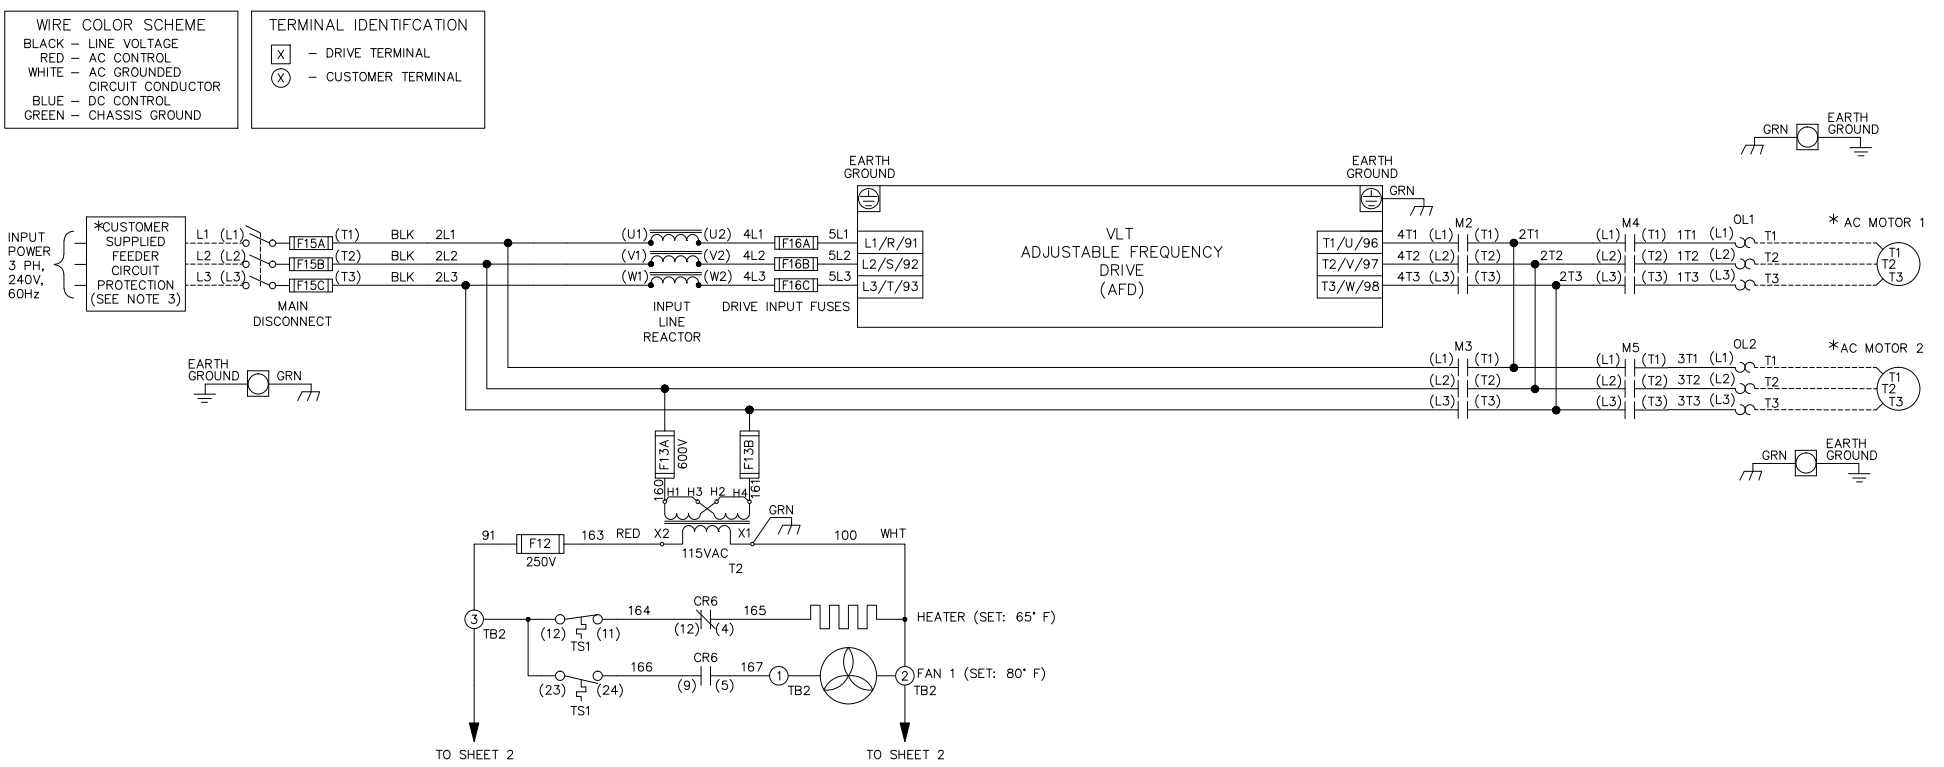 WIRE COLOR SCHEME
BLACK – LINE VOLTAGE
RED – AC CONTROL
WHITE – AC GROUNDED
CIRCUIT CONDUCTOR
BLUE – DC CONTROL
GREEN – CHASSIS GROUND
TERMINAL IDENTIFCATION
X – DRIVE TERMINAL
X – CUSTOMER TERMINAL
INPUT
POWER
3 PH,
240V,
60Hz
*CUSTOMER
SUPPLIED
FEEDER
CIRCUIT
PROTECTION
(SEE NOTE 3)
L1 (L1) F15A (T1) BLK 2L1
L2 (L2) F15B (T2) BLK 2L2
L3 (L3) F15C (T3) BLK 2L3
MAIN
DISCONNECT
EARTH
GROUND GRN
(U1) (U2) 4L1 F16A 5L1
(V1) (V2) 4L2 F16B 5L2
(W1) (W2) 4L3 F16C 5L3
INPUT
LINE
REACTOR
DRIVE INPUT FUSES
EARTH
GROUND
L1/R/91
L2/S/92
L3/T/93
VLT
ADJUSTABLE FREQUENCY
DRIVE
(AFD)
EARTH
GROUND
GRN
T1/U/96
T2/V/97
T3/W/98
M2 M4 OL1
4T1 (L1) (T1) 2T1 (L1) (T1) 1T1 (L1) T1
4T2 (L2) (T2) 2T2 (L2) (T2) 1T2 (L2) T2
4T3 (L3) (T3) 2T3 (L3) (T3) 1T3 (L3) T3
* AC MOTOR 1
T1
T2
T3
GRN EARTH
GROUND
M3 M5 OL2
(L1) (T1) (L1) (T1) 3T1 (L1) T1
(L2) (T2) (L2) (T2) 3T2 (L2) T2
(L3) (T3) (L3) (T3) 3T3 (L3) T3
* AC MOTOR 2
T1
T2
T3
GRN EARTH
GROUND
F13A
600V
F13B
160
161
H1 H3 H2 H4
GRN
91 F12 163 RED X2 X1 100 WHT
250V
115VAC
T2
3
TB2
(12) (11)
TS1
164
CR6
(12) (4)
165
HEATER (SET: 65° F)
(23) (24)
TS1
166
CR6
(9) (5)
167
1
TB2
2
TB2
FAN 1 (SET: 80° F)
TO SHEET 2
TO SHEET 2